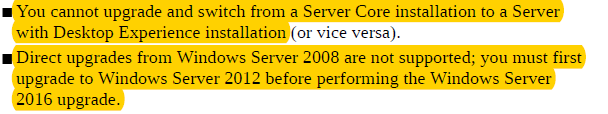 ■ You cannot upgrade and switch from a Server Core installation to a Server
with Desktop Experience installation (or vice versa).
■ Direct upgrades from Windows Server 2008 are not supported; you must first
upgrade to Windows Server 2012 before performing the Windows Server
2016 upgrade.